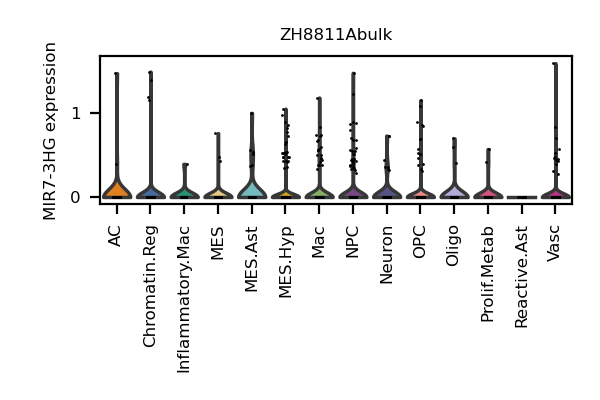 ZH8811Abulk
MIR7-3HG expression
1
0
AC
Chromatin.Reg
Inflammatory.Mac
MES
MES.Ast
MES.Hyp
Mac
NPC
Neuron
OPC
Oligo
Prolif.Metab
Reactive.Ast
Vasc